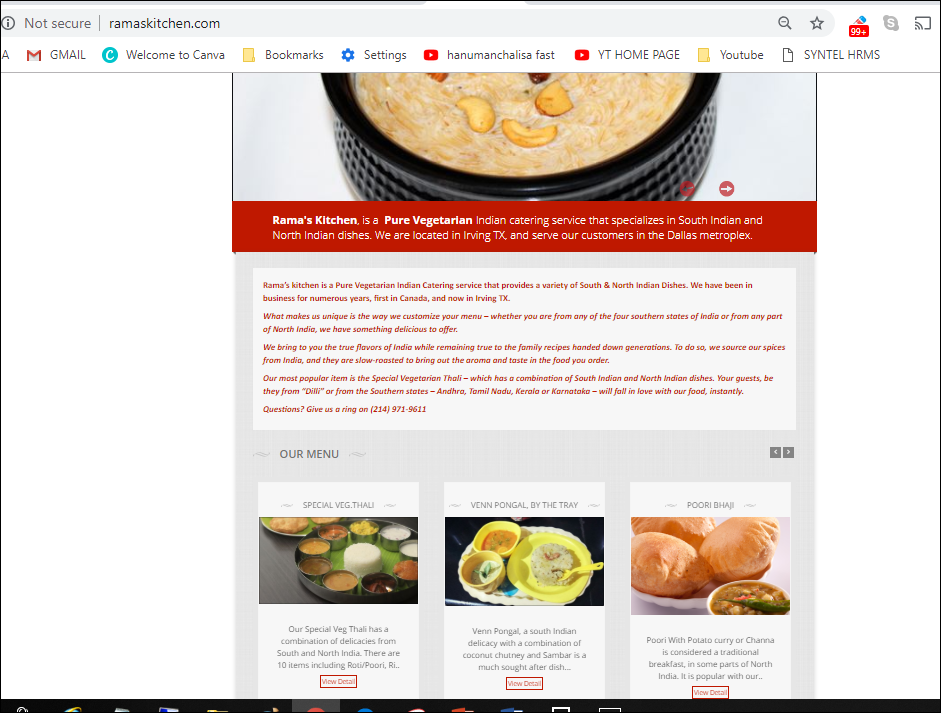 Not secure | ramaskitchen.com
99+
A GMAIL Welcome to Canva Bookmarks Settings hanumanchalisa fast YT HOME PAGE Youtube SYNTEL HRMS
Rama's Kitchen, is a Pure Vegetarian Indian catering service that specializes in South Indian and
North Indian dishes. We are located in Irving TX, and serve our customers in the Dallas metroplex.
Rama's kitchen is a Pure Vegetarian Indian Catering service that provides a variety of South & North Indian Dishes. We have been in
business for numerous years, first in Canada, and now in Irving TX.
What makes us unique is the way we customize your menu – whether you are from any of the four southern states of India or from any part
of North India, we have something delicious to offer.
We bring to you the true flavors of India while remaining true to the family recipes handed down generations. To do so, we source our spices
from India, and they are slow-roasted to bring out the aroma and taste in the food you order.
Our most popular item is the Special Vegetarian Thali – which has a combination of South Indian and North Indian dishes. Your guests, be
they from "Dilli" or from the Southern states – Andhra, Tamil Nadu, Kerala or Karnataka – will fall in love with our food, instantly.
Questions? Give us a ring on (214) 971-9611
OUR MENU
SPECIAL VEG.THALI
Our Special Veg Thali has a
combination of delicacies from
South and North India. There are
10 items including Roti/Poori, Ri..
View Detail
VENN PONGAL, BY THE TRAY
Venn Pongal, a south Indian
delicacy with a combination of
coconut chutney and Sambar is a
much sought after dish...
View Detail
POORI BHAJI
Poori With Potato curry or Channa
is considered a traditional
breakfast, in some parts of North
India. It is popular with our..
View Detail